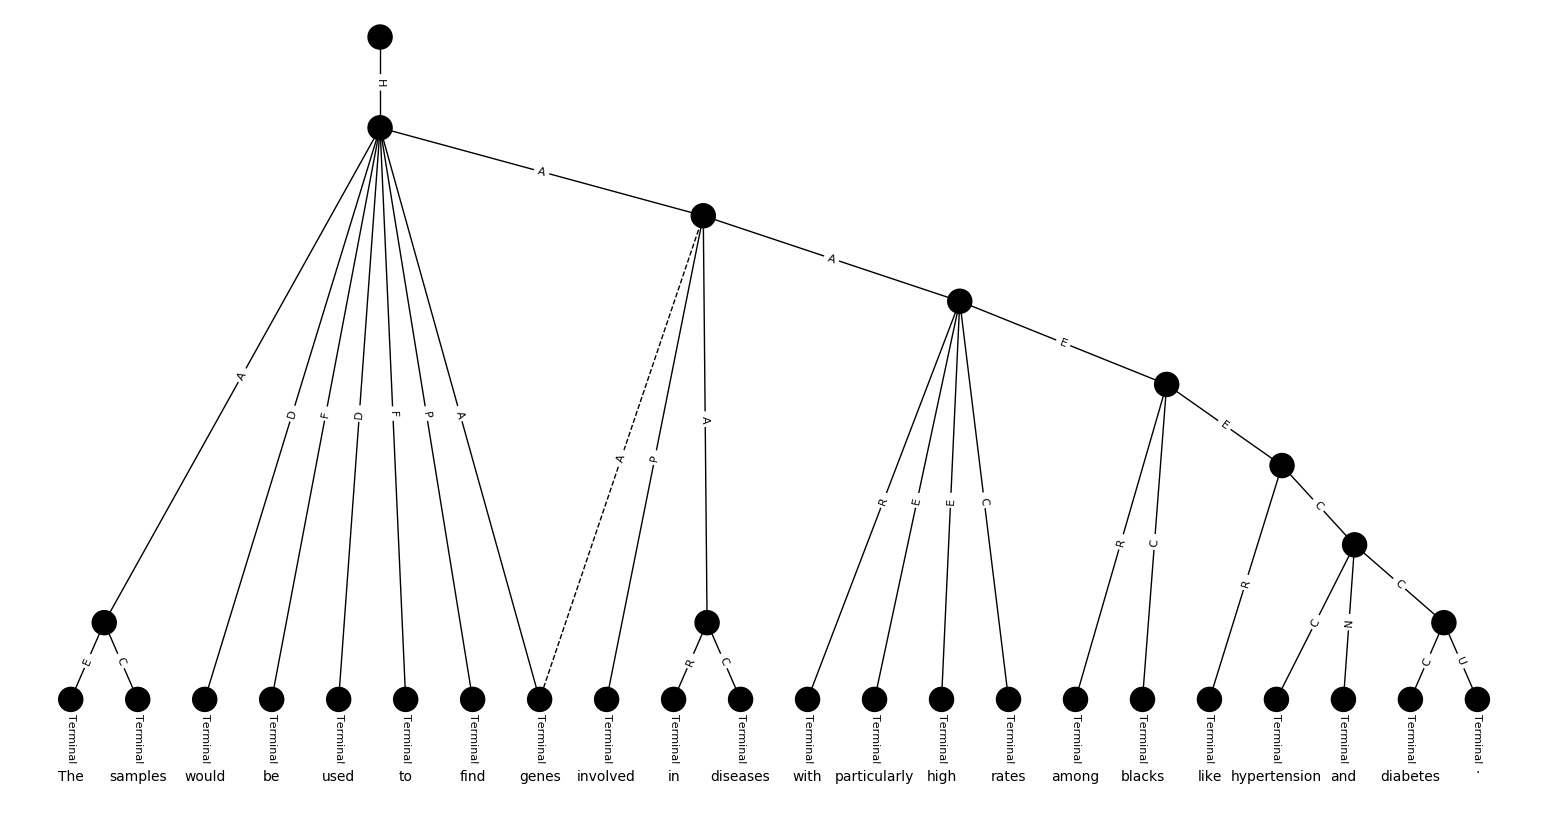 H
A
A
A
D
F
D
F
P
A
A
P
A
E
R
E
E
C
E
R
C
C
R
C
N
C
E
C
R
C
C
U
Terminal Terminal Terminal Terminal Terminal Terminal Terminal Terminal Terminal Terminal Terminal Terminal Terminal Terminal Terminal Terminal Terminal Terminal Terminal Terminal Terminal Terminal
The samples would be used to find genes involved in diseases with particularly high rates among blacks like hypertension and diabetes .